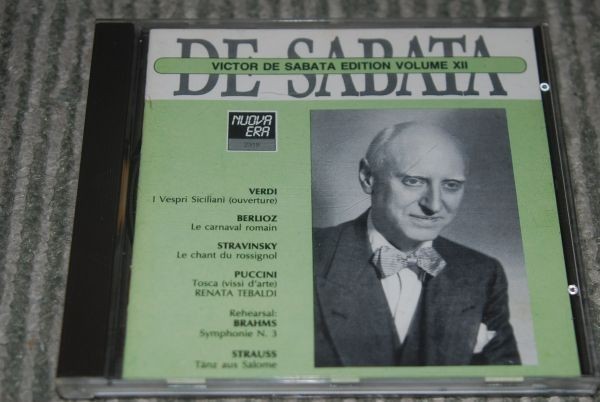 DE SABATA
VICTOR DE SABATA EDITION VOLUME XII
NUOVA
ERA
VERDI
I Vespri Siciliani (ouverture)
BERLIOZ
Le carnaval romain
STRAVINSKY
Le chant du rossignol
PUCCINI
Tosca (vissi d'arte)
RENATA TEBALDI
Rehearsal:
BRAHMS
Symphonie N. 3
STRAUSS
Tänz aus Salome